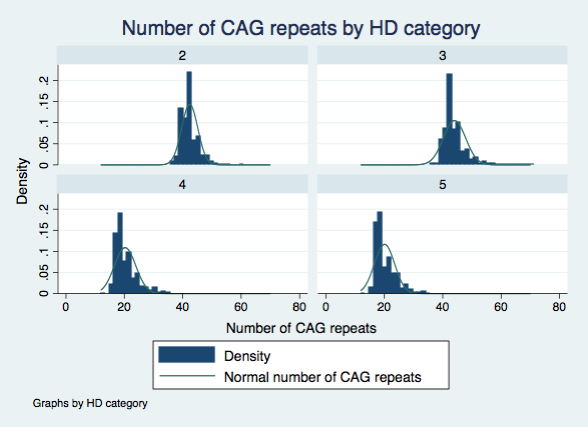 Number of CAG repeats by HD category
2 3
0 .05 .1 .15 .2
4 5
0 .05 .1 .15 .2
Density
0 20 40 60 80 0 20 40 60 80
Number of CAG repeats
Density
Normal number of CAG repeats
Graphs by HD category